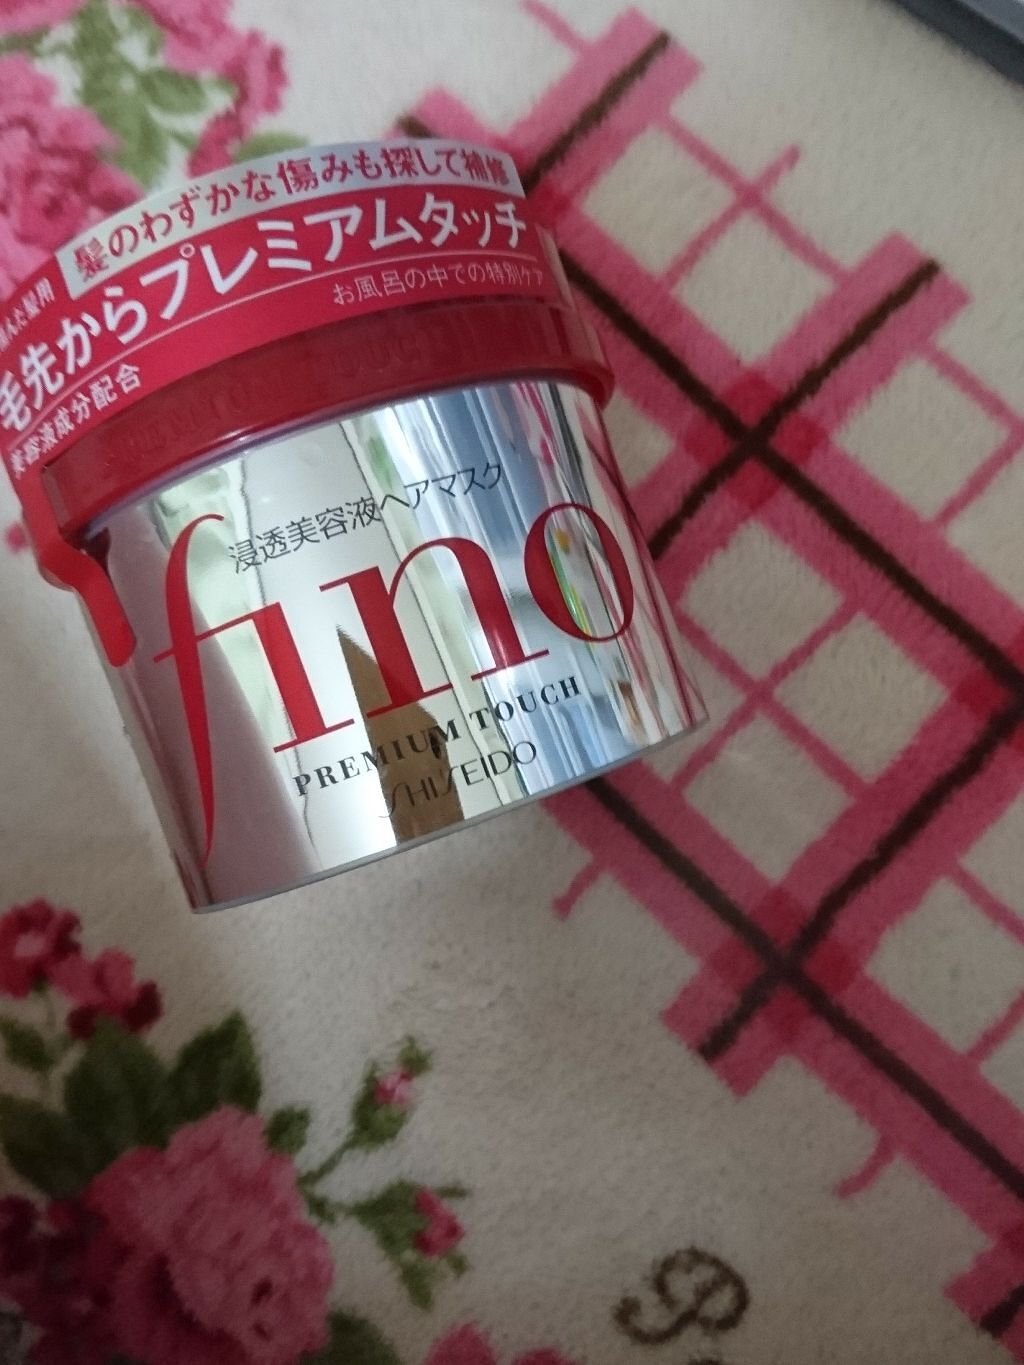 髪のわずかな傷みも探して補修
毛先からプレミアムタッチ
お風呂の中での特別ケア
美容液成分配合
浸透美容液ヘアマスク
fino
PREMIUM TOUCH
SHISEIDO